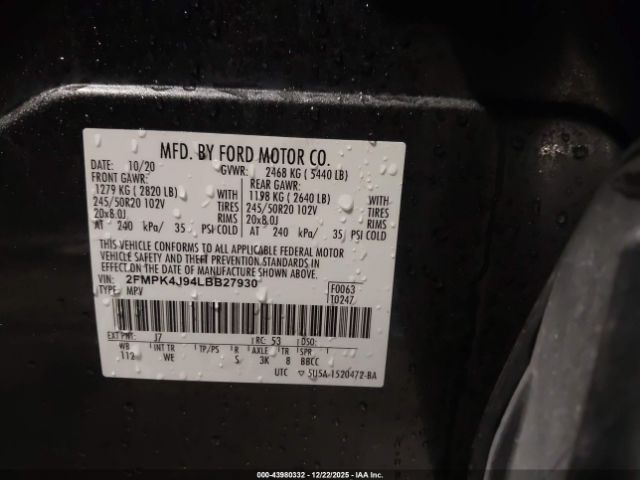 MFD. BY FORD MOTOR CO.
DATE: 10/20 GVWR: 2468 KG ( 5440 LB)
FRONT GAWR: REAR GAWR:
1279 KG ( 2820 LB) WITH 1198 KG ( 2640 LB) WITH
245/50R20 102V TIRES 245/50R20 102V TIRES
20x8.0J RIMS 20x8.0J RIMS
AT 240 kPa/ 35 PSI COLD AT 240 kPa/ 35 PSI COLD
THIS VEHICLE CONFORMS TO ALL APPLICABLE FEDERAL MOTOR
VEHICLE SAFETY AND THEFT PREVENTION STANDARDS IN
EFFECT ON THE DATE OF MANUFACTURE SHOWN ABOVE.
VIN: 2FMPK4J94LBB27930 F0063
TYPE: MPV T0247
EXT PNT: J7 RC: 53 DSO:
WB INT TR TP/PS R AXLE TR SPR
112 WE S 3K 8 BBCC
UTC ▽ 5U5A-1520472-BA
000-43980332 - 12/22/2025 - IAA Inc.